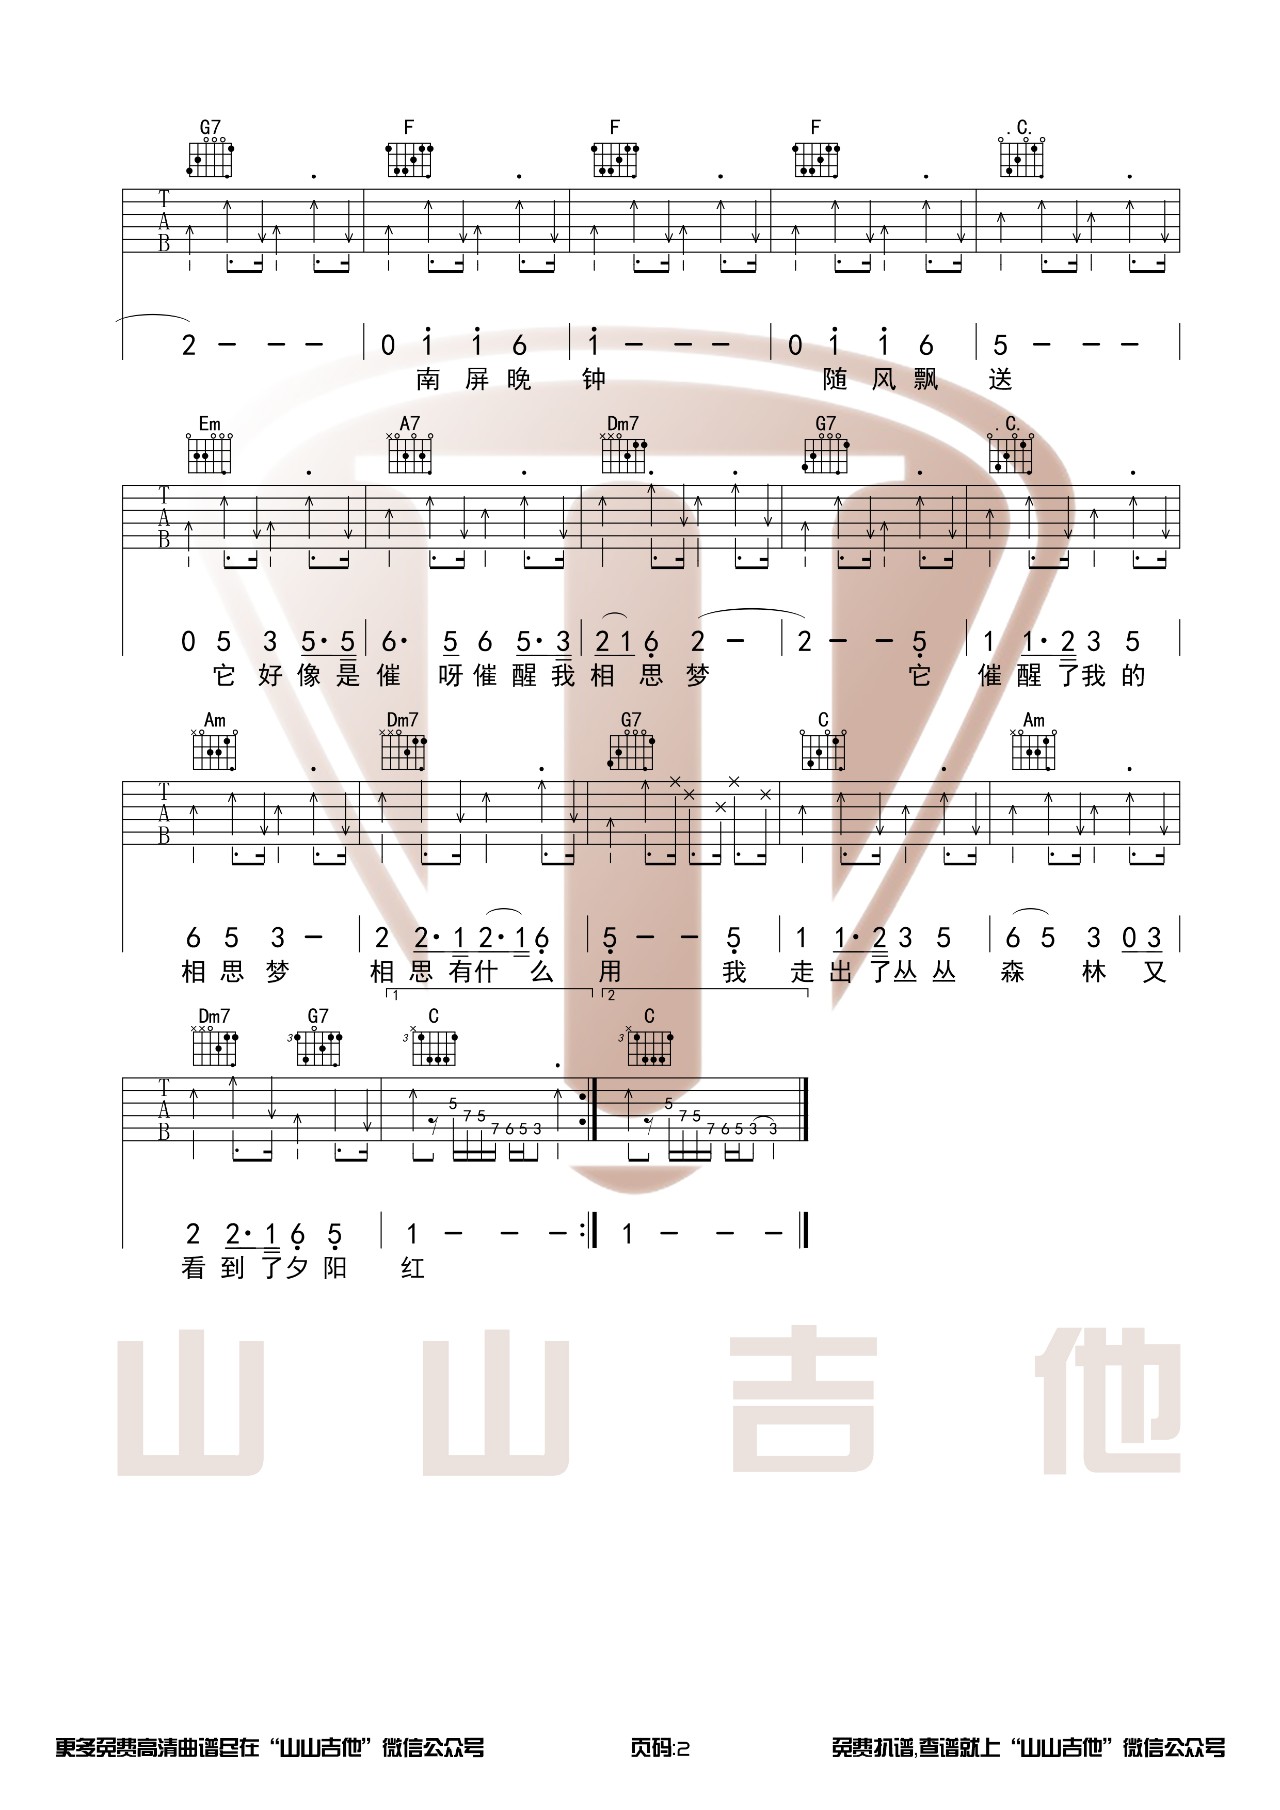 G7 F F F .C.
T A B
2 - - - 0 1 1 6 1 - - - 0 1 1 6 5 - - -
南 屏 晚 钟 随 风 飘 送
Em A7 Dm7 G7 .C.
T A B
0 5 3 5· 5 6· 5 6 5· 3 2 1 6 2 - 2 - - 5 1 1· 2 3 5
它 好 像 是 催 呀 催 醒 我 相 思 梦 它 催 醒 了 我 的
Am Dm7 G7 C Am
T A B
6 5 3 - 2 2· 1 2· 1 6 5 - - 5 1 1· 2 3 5 6 5 3 0 3
相 思 梦 相 思 有 什 么 用 我 走 出 了 丛 丛 森 林 又
1 2
Dm7 G7 C C
3 3 3
T A B
5 7 5 7 6 5 3 5 7 5 7 6 5 3 3
2 2· 1 6 5 1 - - - 1 - - -
看 到 了 夕 阳 红
山 山 吉 他
更多免费高清曲谱尽在“山山吉他”微信公众号 页码:2 免费扒谱,查谱就上“山山吉他”微信公众号